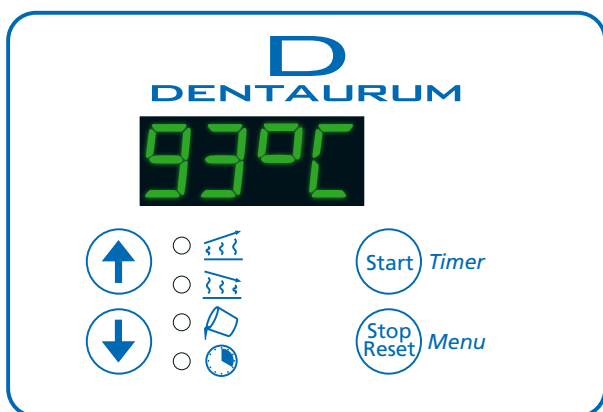 D
DENTAURUM
93°C
Start Timer
Stop
Reset Menu